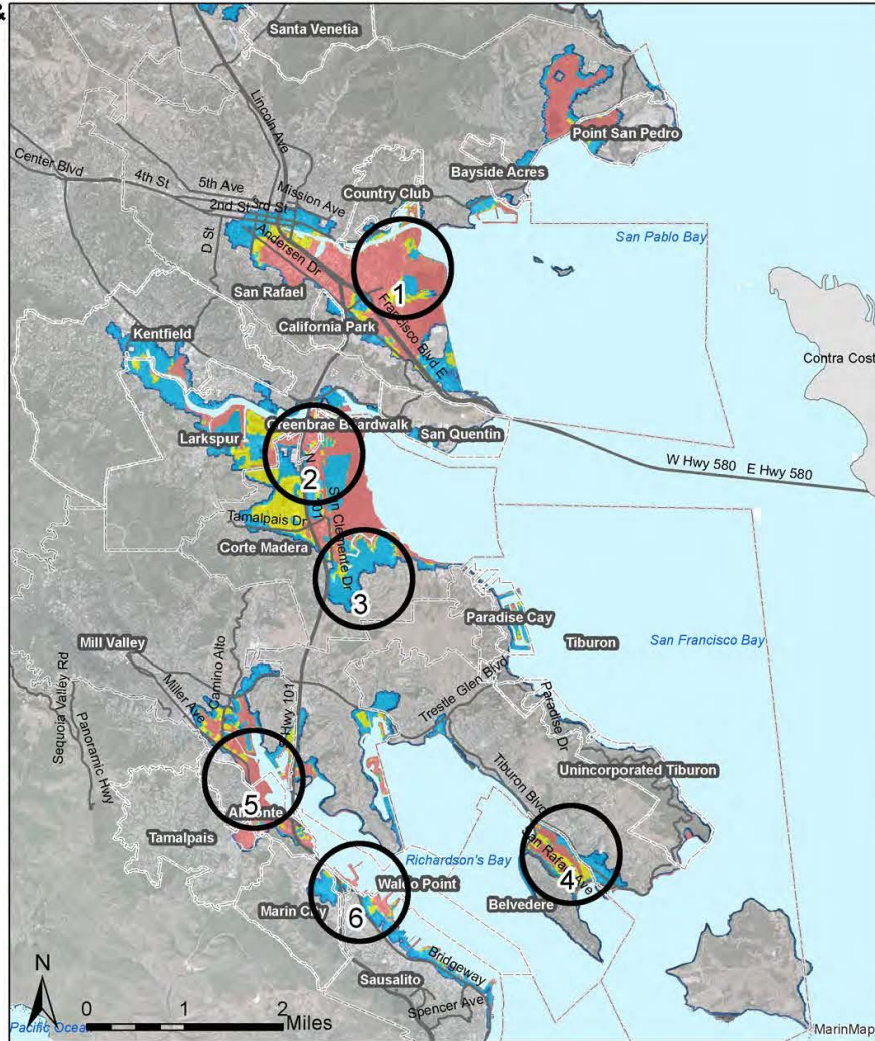 &
Santa Venetia
Lincoln Ave
Point San Pedro
Center Blvd
4th St
5th Ave
Mission Ave
Country Club
Bayside Acres
2nd St
3rd St
D St
Andersen Dr
San Pablo Bay
San Rafael
1
California Park
Francisco Blvd E
Kentfield
Contra Cost
Greenbrae Boardwalk
Larkspur
San Quentin
2
W Hwy 580
E Hwy 580
101
San Clemente Dr
Tamalpais Dr
Corte Madera
3
Paradise Cay
Mill Valley
Tiburon
San Francisco Bay
Camino Alto
Sequoia Valley Rd
Miller Ave
Hwy 101
Trestle Glen Blvd
Paradise Dr
Panoramic Hwy
Unincorporated Tiburon
Tiburon Blvd
5
Almonte
Tamalpais
San Rafael Ave
Richardson's Bay
4
Waldo Point
Marin City
6
Belvedere
Bridgeway
Sausalito
Spencer Ave
N
0 2
Miles
Pacific Ocean
MarinMap